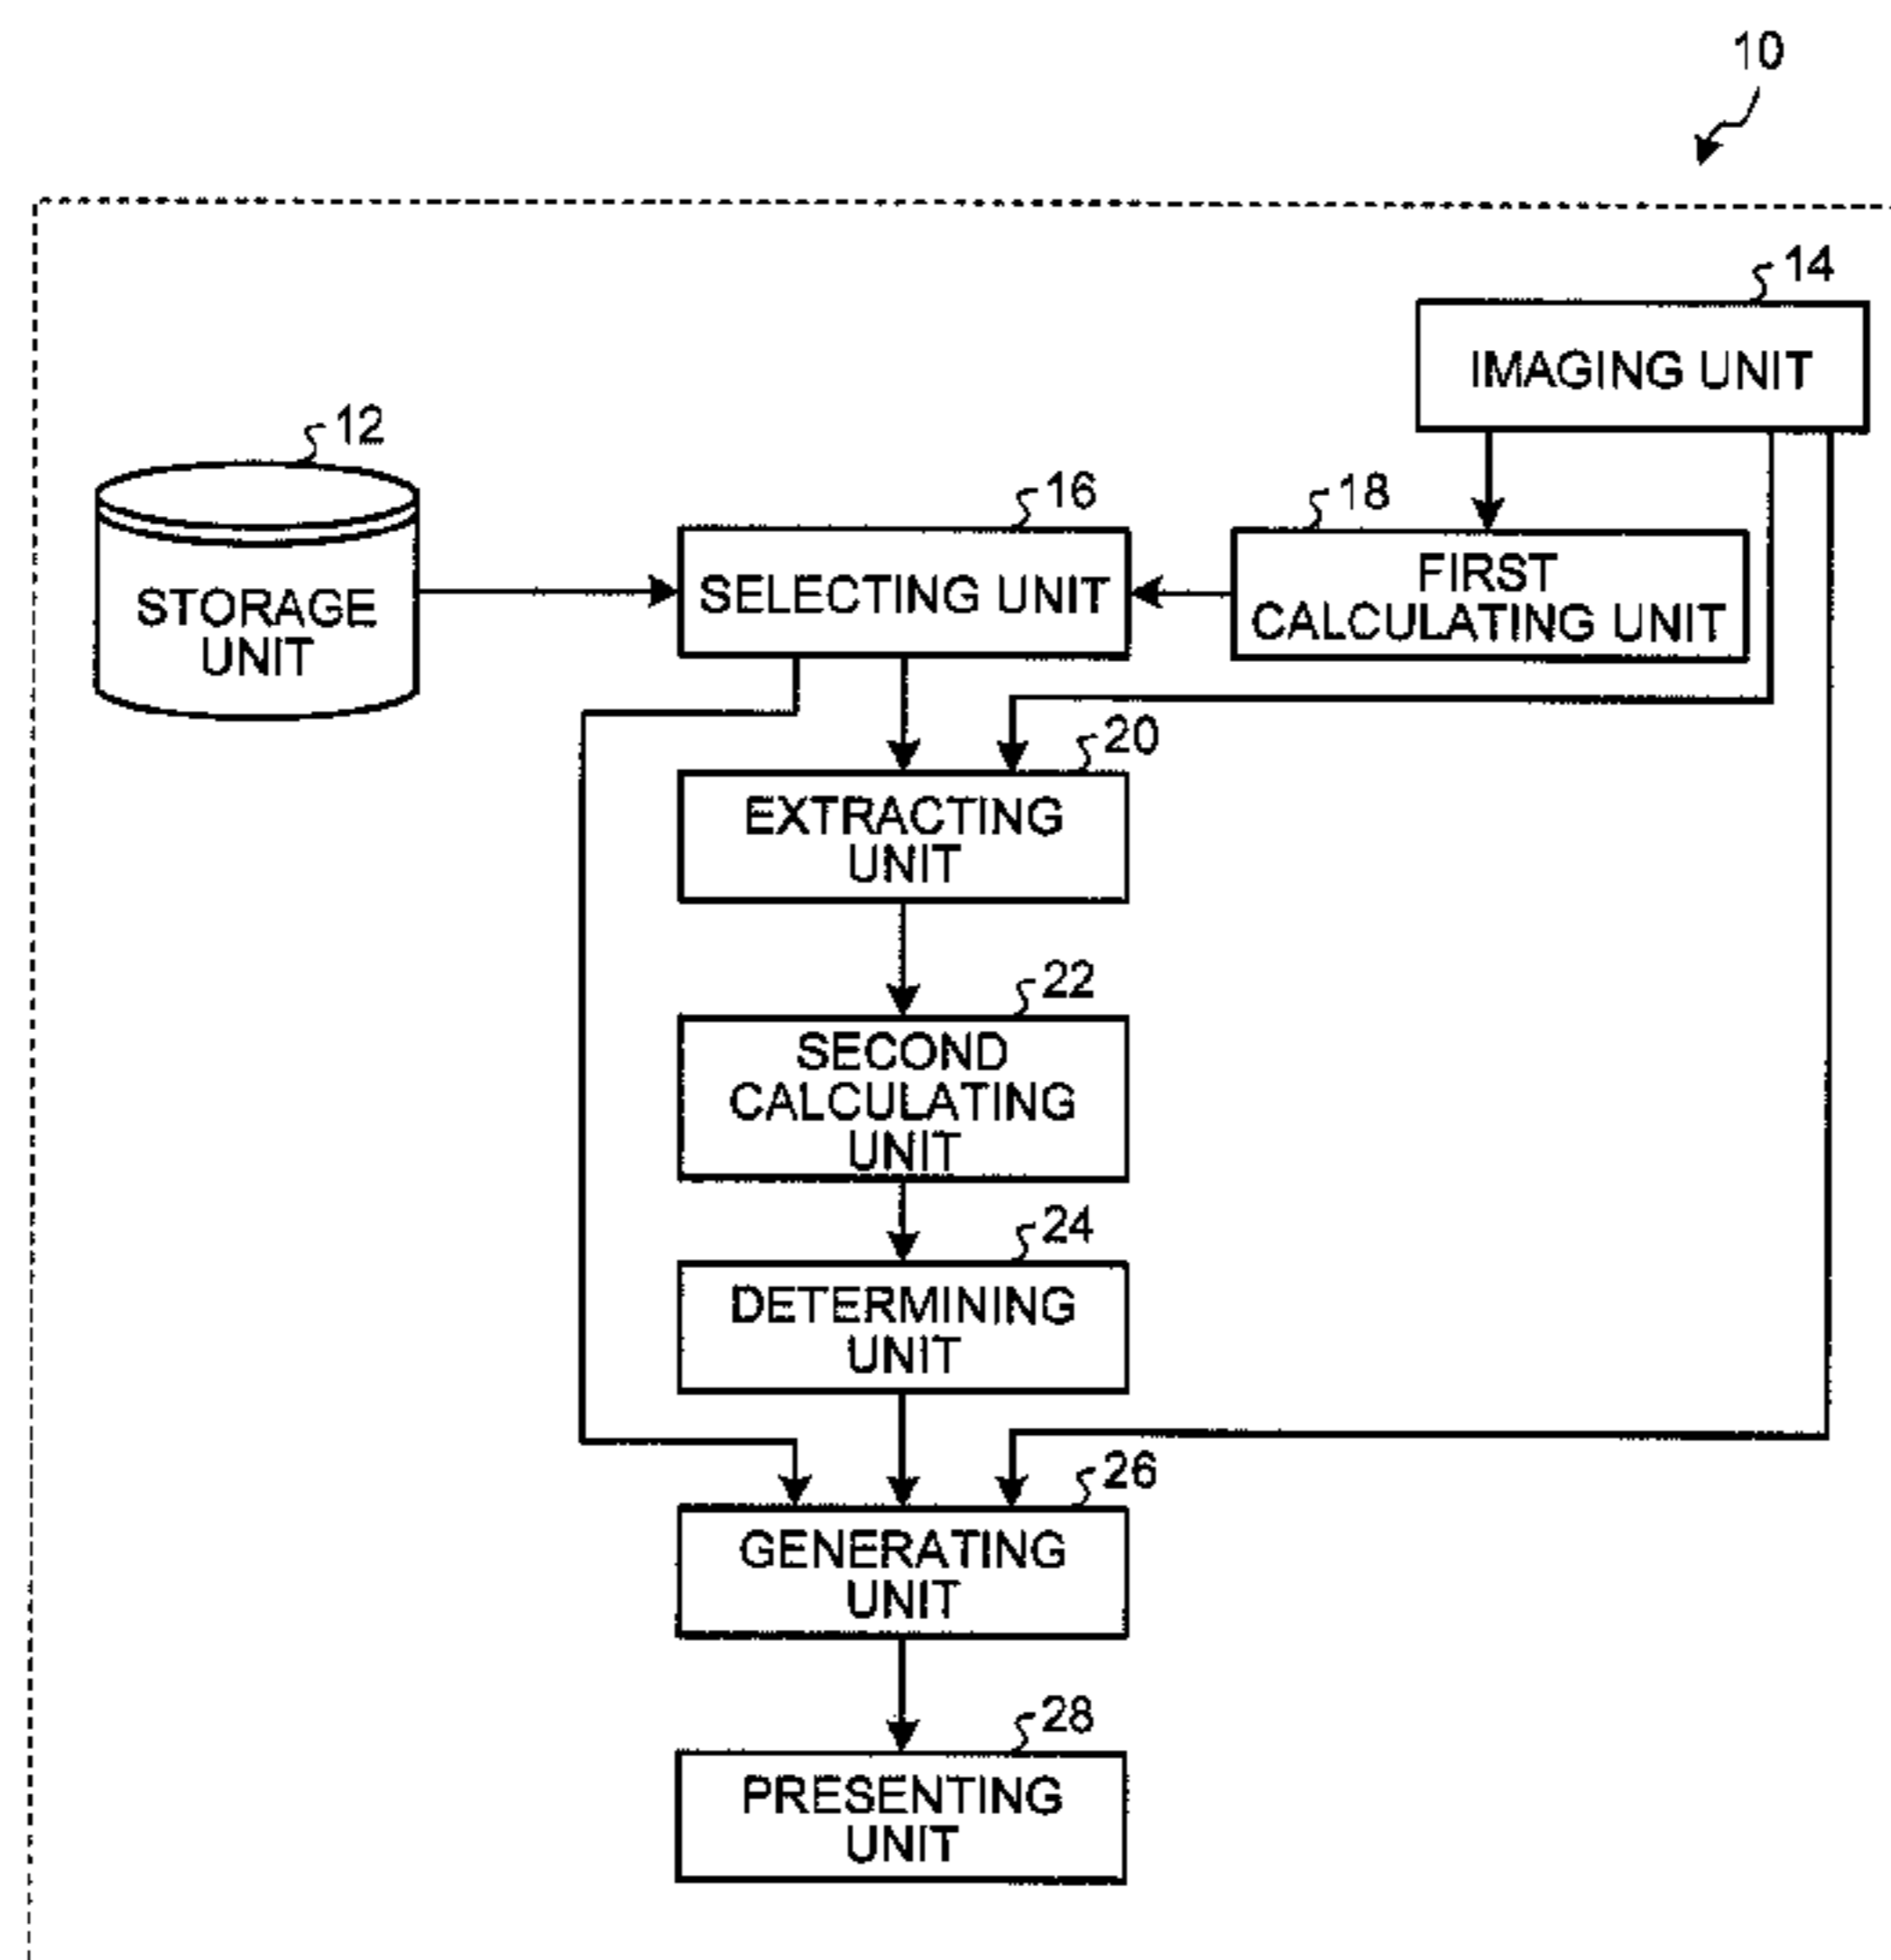 10
14
IMAGING UNIT
12
STORAGE
UNIT
16
SELECTING UNIT
18
FIRST
CALCULATING UNIT
20
EXTRACTING
UNIT
22
SECOND
CALCULATING
UNIT
24
DETERMINING
UNIT
26
GENERATING
UNIT
28
PRESENTING
UNIT